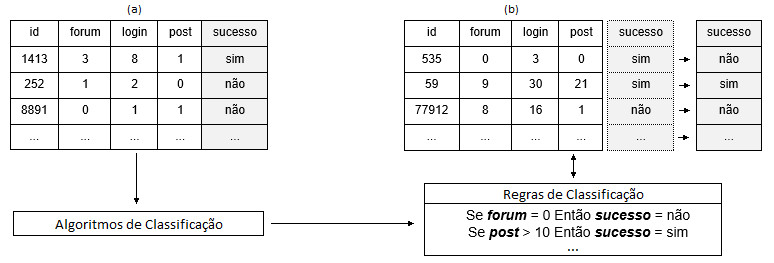 (a)
id forum login post sucesso
1413 3 8 1 sim
252 1 2 0 não
8891 0 1 1 não
... ... ... ... ...
(b)
id forum login post sucesso sucesso
535 0 3 0 sim não
59 9 30 21 sim sim
77912 8 16 1 não não
... ... ... ... ... ...
Algoritmos de Classificação
Regras de Classificação
Se forum = 0 Então sucesso = não
Se post > 10 Então sucesso = sim
...